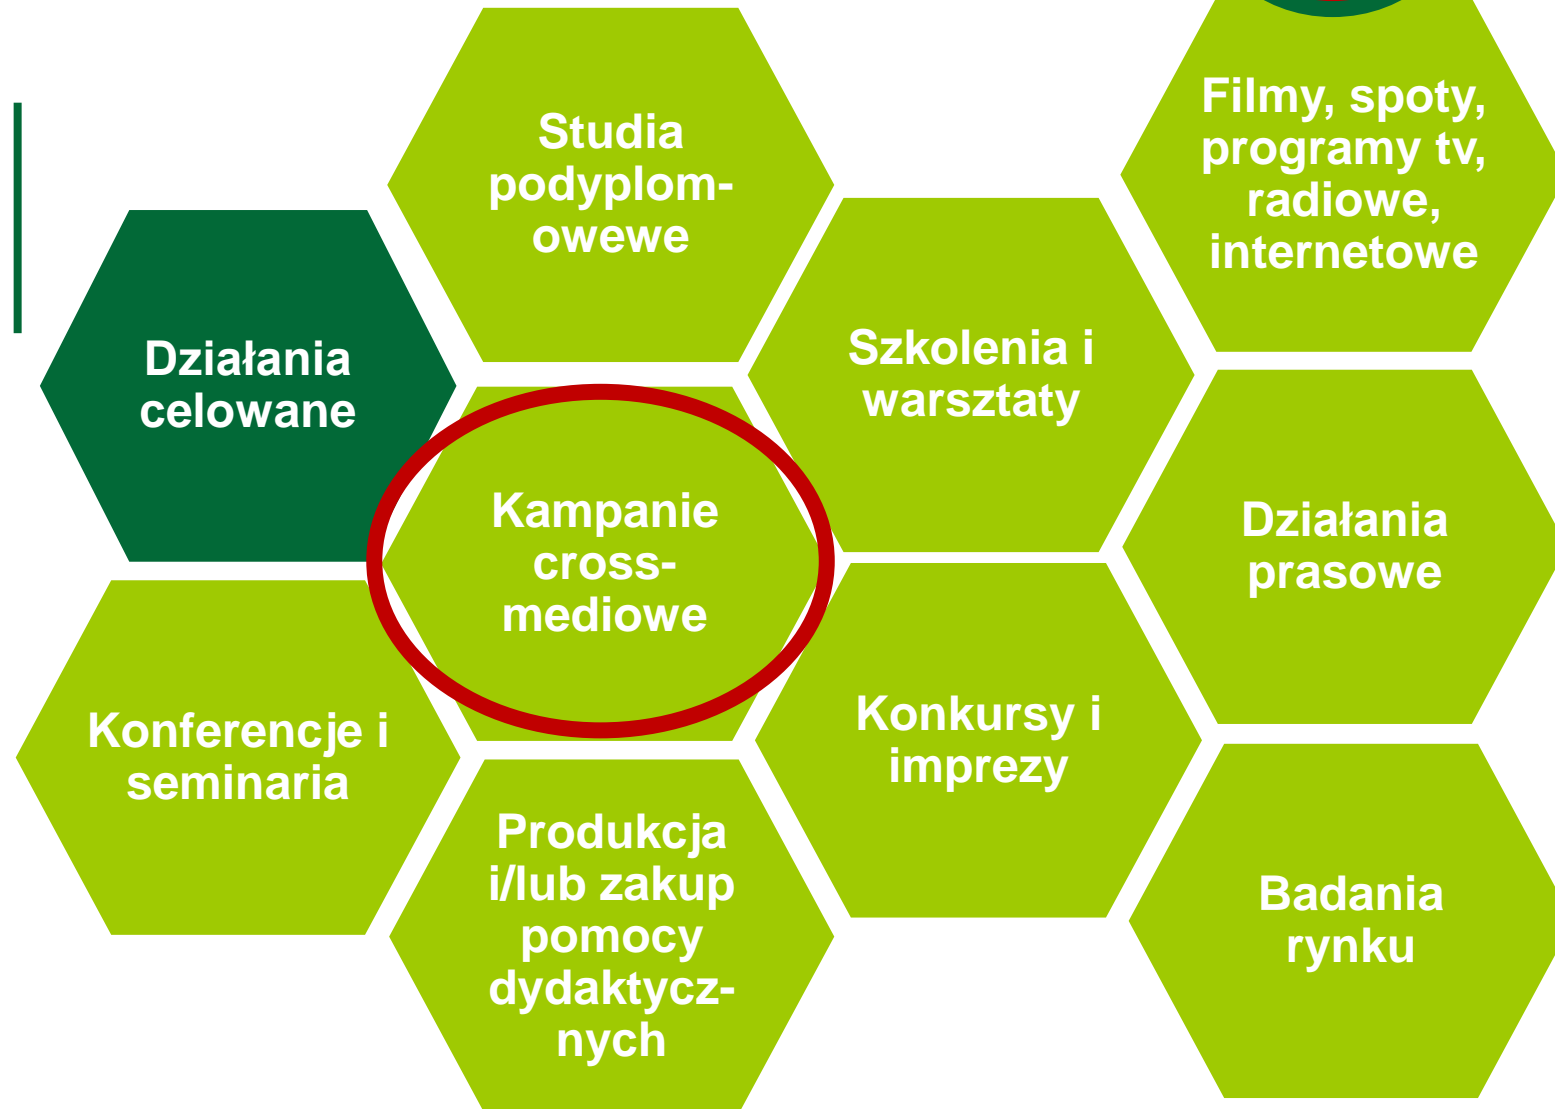 Studia
podyplom-
owewe
Filmy, spoty,
programy tv,
radiowe,
internetowe
Działania
celowane
Szkolenia i
warsztaty
Kampanie
cross-
mediowe
Działania
prasowe
Konferencje i
seminaria
Konkursy i
imprezy
Produkcja
i/lub zakup
pomocy
dydaktycz-
nych
Badania
rynku